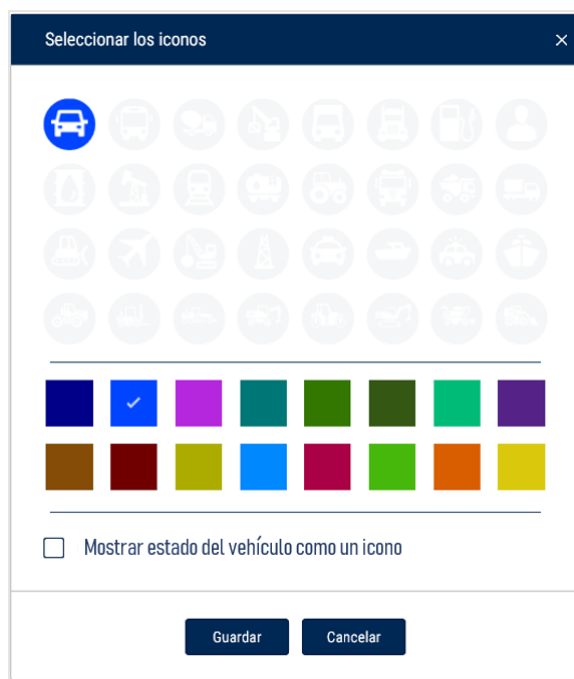 Seleccionar los iconos
Mostrar estado del vehículo como un icono
Guardar
Cancelar